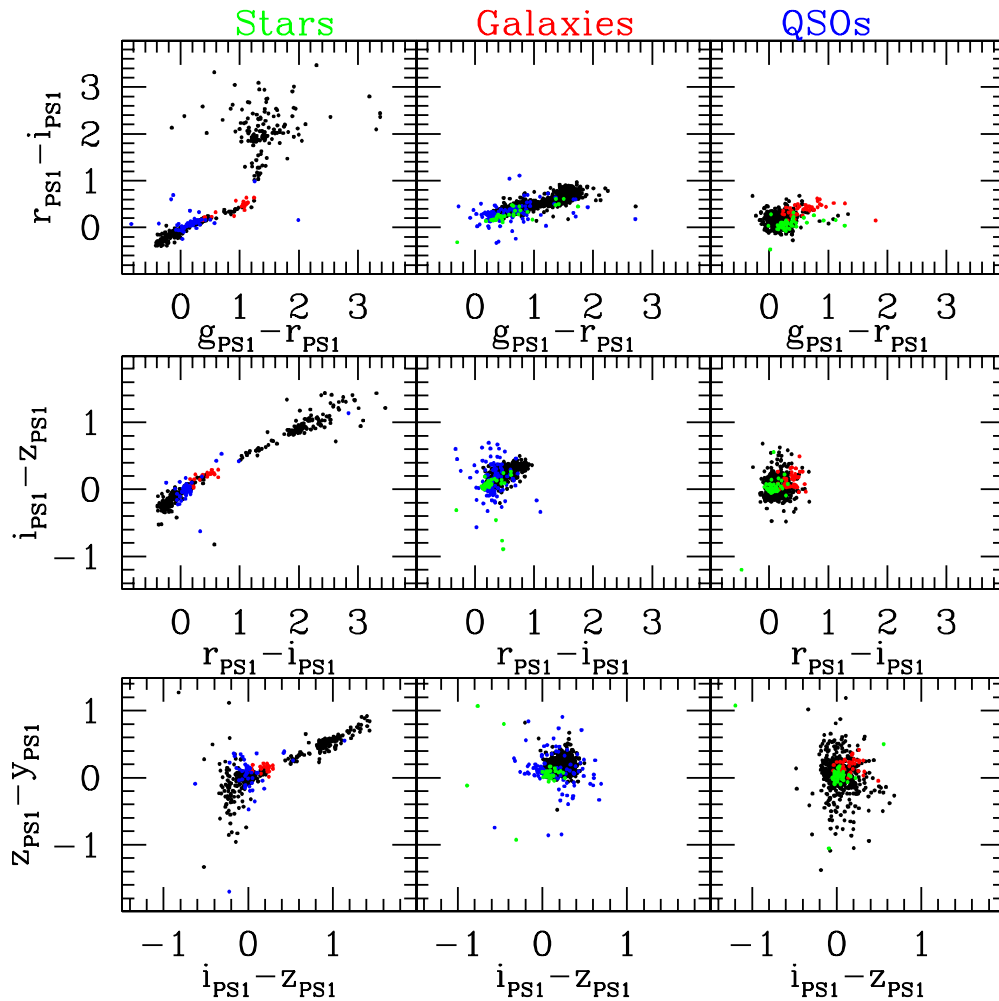 Stars Galaxies QSOs
r_PS1 − i_PS1
3
2
1
0
0 1 2 3 0 1 2 3 0 1 2 3
g_PS1 − r_PS1 g_PS1 − r_PS1 g_PS1 − r_PS1
i_PS1 − z_PS1
1
0
−1
0 1 2 3 0 1 2 3 0 1 2 3
r_PS1 − i_PS1 r_PS1 − i_PS1 r_PS1 − i_PS1
z_PS1 − y_PS1
1
0
−1
−1 0 1 −1 0 1 −1 0 1
i_PS1 − z_PS1 i_PS1 − z_PS1 i_PS1 − z_PS1